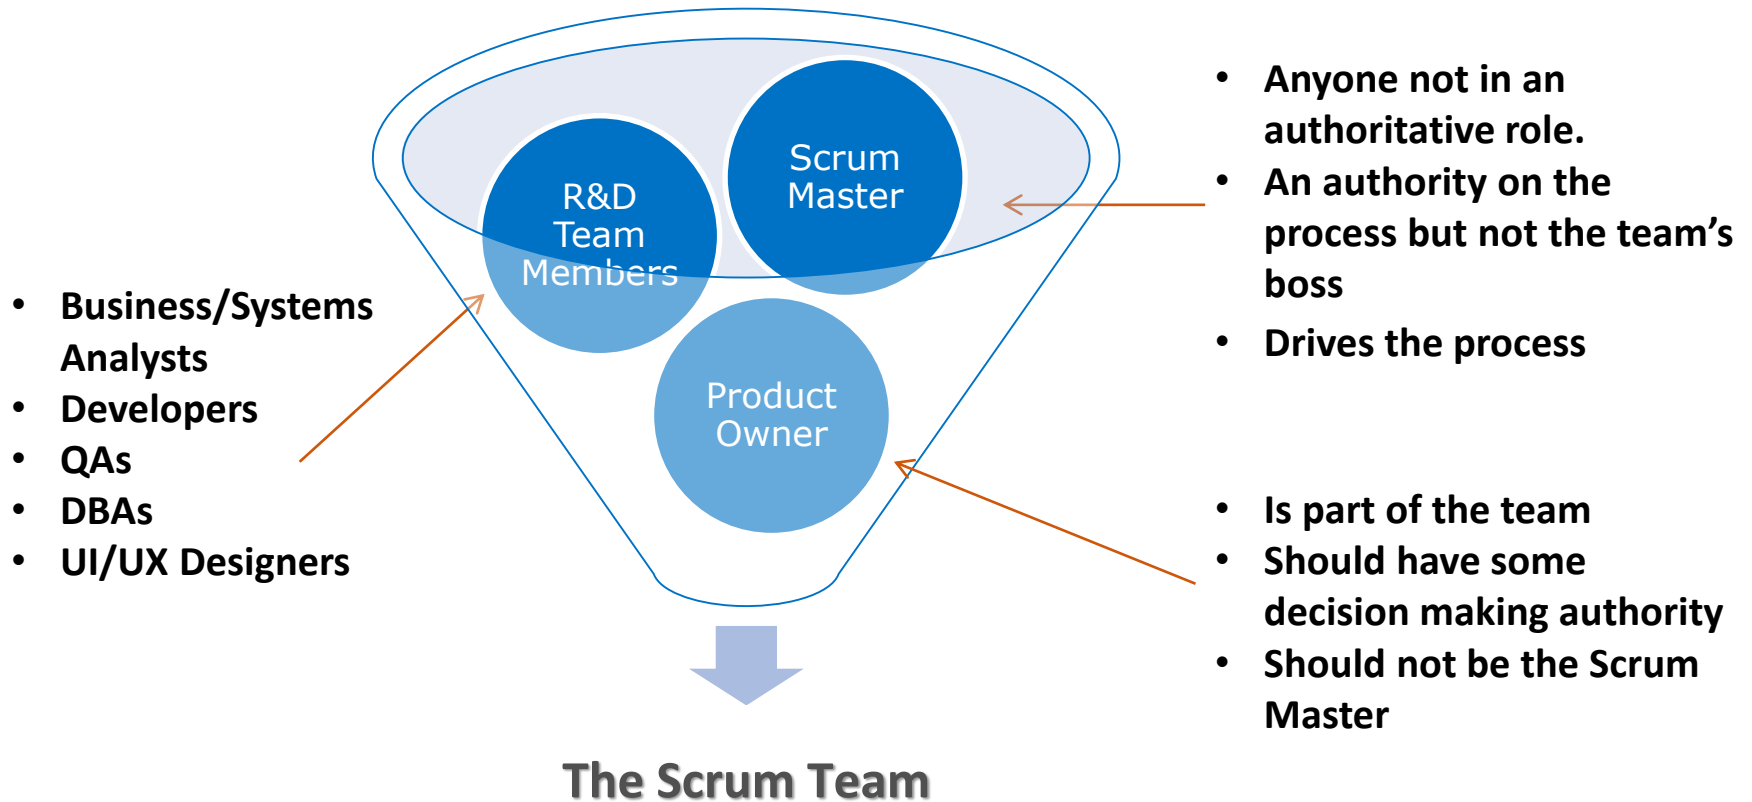 • Anyone not in an
authoritative role.
• An authority on the
process but not the team’s
boss
• Drives the process
Scrum
Master
R&D
Team
Members
• Business/Systems
Analysts
• Developers
• QAs
• DBAs
• UI/UX Designers
Product
Owner
• Is part of the team
• Should have some
decision making authority
• Should not be the Scrum
Master
The Scrum Team